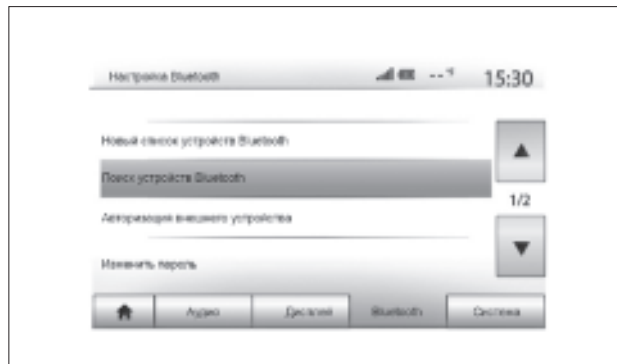 Настройка Bluetooth --° 15:30
Новый список устройств Bluetooth
Поиск устройств Bluetooth
1/2
Авторизация внешнего устройства
Изменить пароль
Аудио Дисплей Bluetooth Система